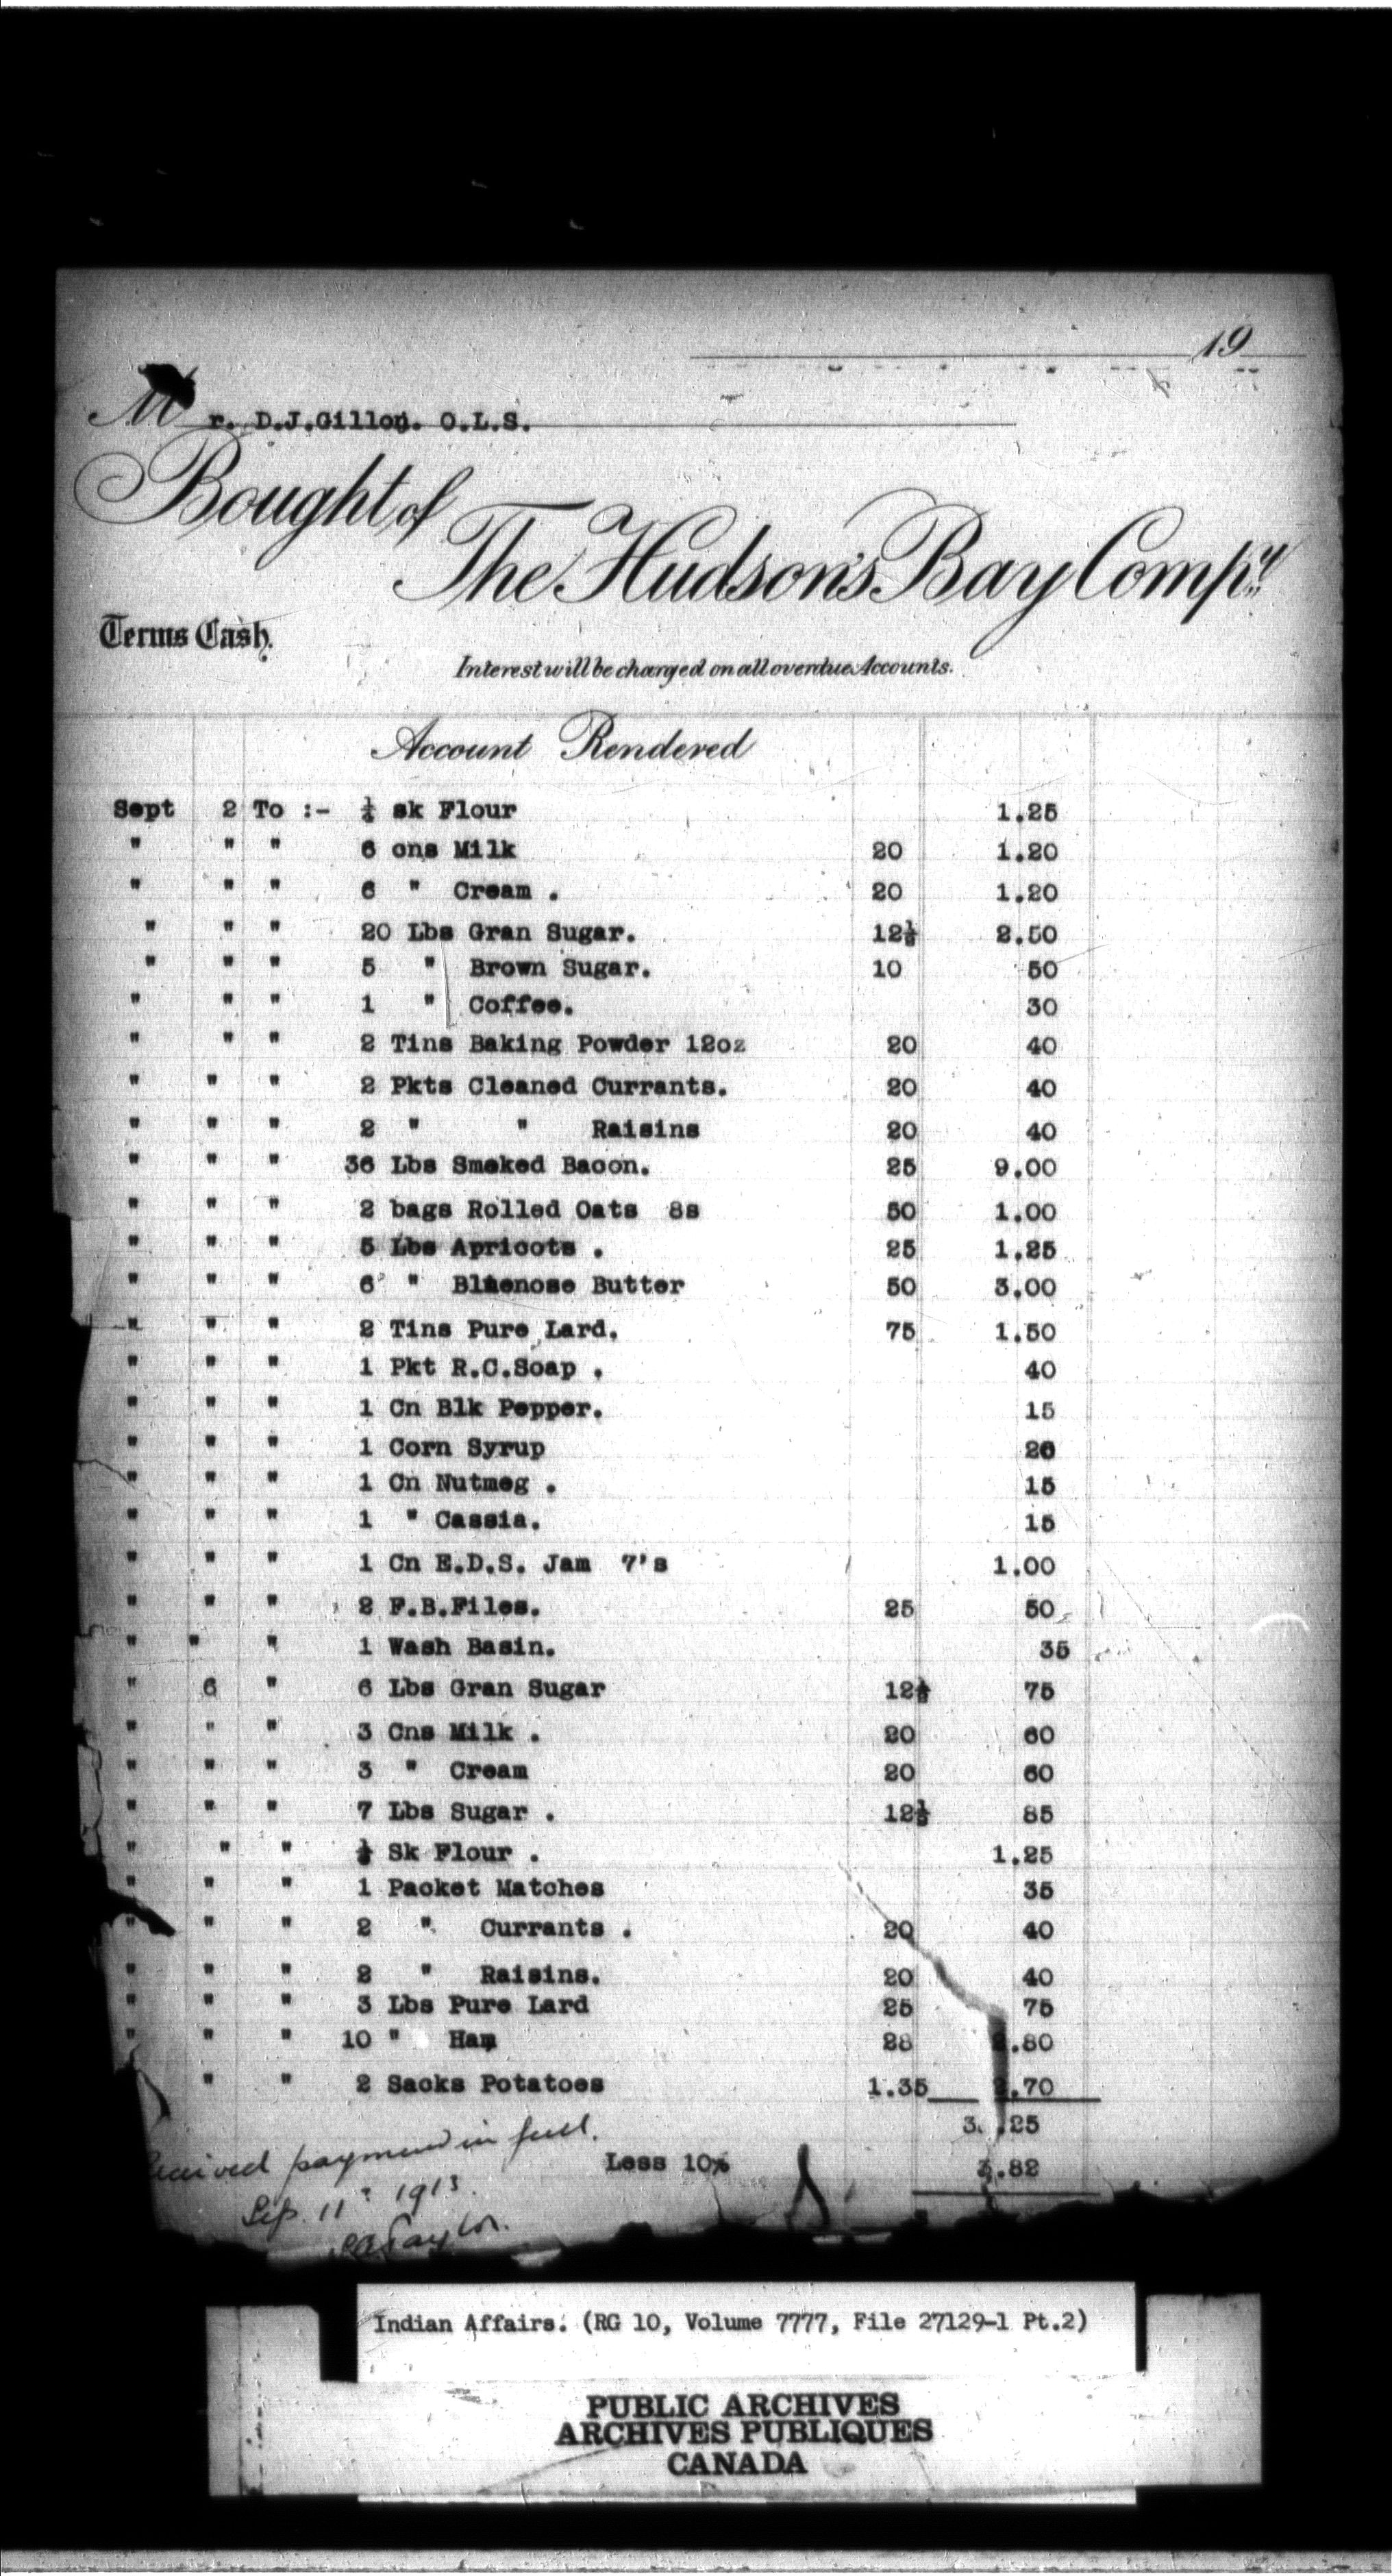 19
Mr. D.J.Gillon. O.L.S.
Bought of
The Hudson's Bay Compy.
Terms Cash.
Interest will be charged on all overdue Accounts.
Account Rendered
Sept 2 To :- sk Flour 1.25
" " " 6 cns Milk 20 1.20
" " " 6 " Cream . 20 1.20
" " " 20 Lbs Gran Sugar. 12½ 2.50
" " " 5 " Brown Sugar. 10 50
" " " 1 " Coffee. 30
" " " 2 Tins Baking Powder 12oz 20 40
" " " 2 Pkts Cleaned Currants. 20 40
" " " 2 " " Raisins 20 40
" " " 36 Lbs Smoked Bacon. 25 9.00
" " " 2 bags Rolled Oats 8s 50 1.00
" " " 5 Lbs Apricots . 25 1.25
" " " 6 " Bluenose Butter 50 3.00
" " " 2 Tins Pure Lard. 75 1.50
" " " 1 Pkt R.C.Soap . 40
" " " 1 Cn Blk Pepper. 15
" " " 1 Corn Syrup 20
" " " 1 Cn Nutmeg . 15
" " " 1 " Cassia. 15
" " " 1 Cn E.D.S. Jam 7's 1.00
" " " 2 F.B.Files. 25 50
" " " 1 Wash Basin. 35
" 6 " 6 Lbs Gran Sugar 12½ 75
" " " 3 Cns Milk . 20 60
" " " 3 " Cream 20 60
" " " 7 Lbs Sugar . 12½ 85
" " " Sk Flour . 1.25
" " " 1 Packet Matches 35
" " " 2 " Currants . 20 40
" " " 2 " Raisins. 20 40
" " " 3 Lbs Pure Lard 25 75
" " " 10 " Ham 28 2.80
" " 2 Sacks Potatoes 1.35 2.70
3 .25
Less 10% 3.82
Received payment in full.
Sep. 11th 1913.
Taylor.
Indian Affairs. (RG 10, Volume 7777, File 27129-1 Pt.2)
PUBLIC ARCHIVES
ARCHIVES PUBLIQUES
CANADA